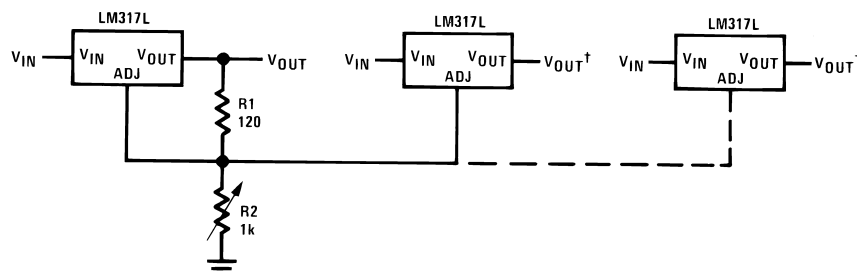 LM317L
LM317L
LM317L
VIN
VIN
VOUT
ADJ
VOUT
VIN
VIN
VOUT
ADJ
VOUT†
VIN
VIN
VOUT
ADJ
VOUT†
R1
120
R2
1k